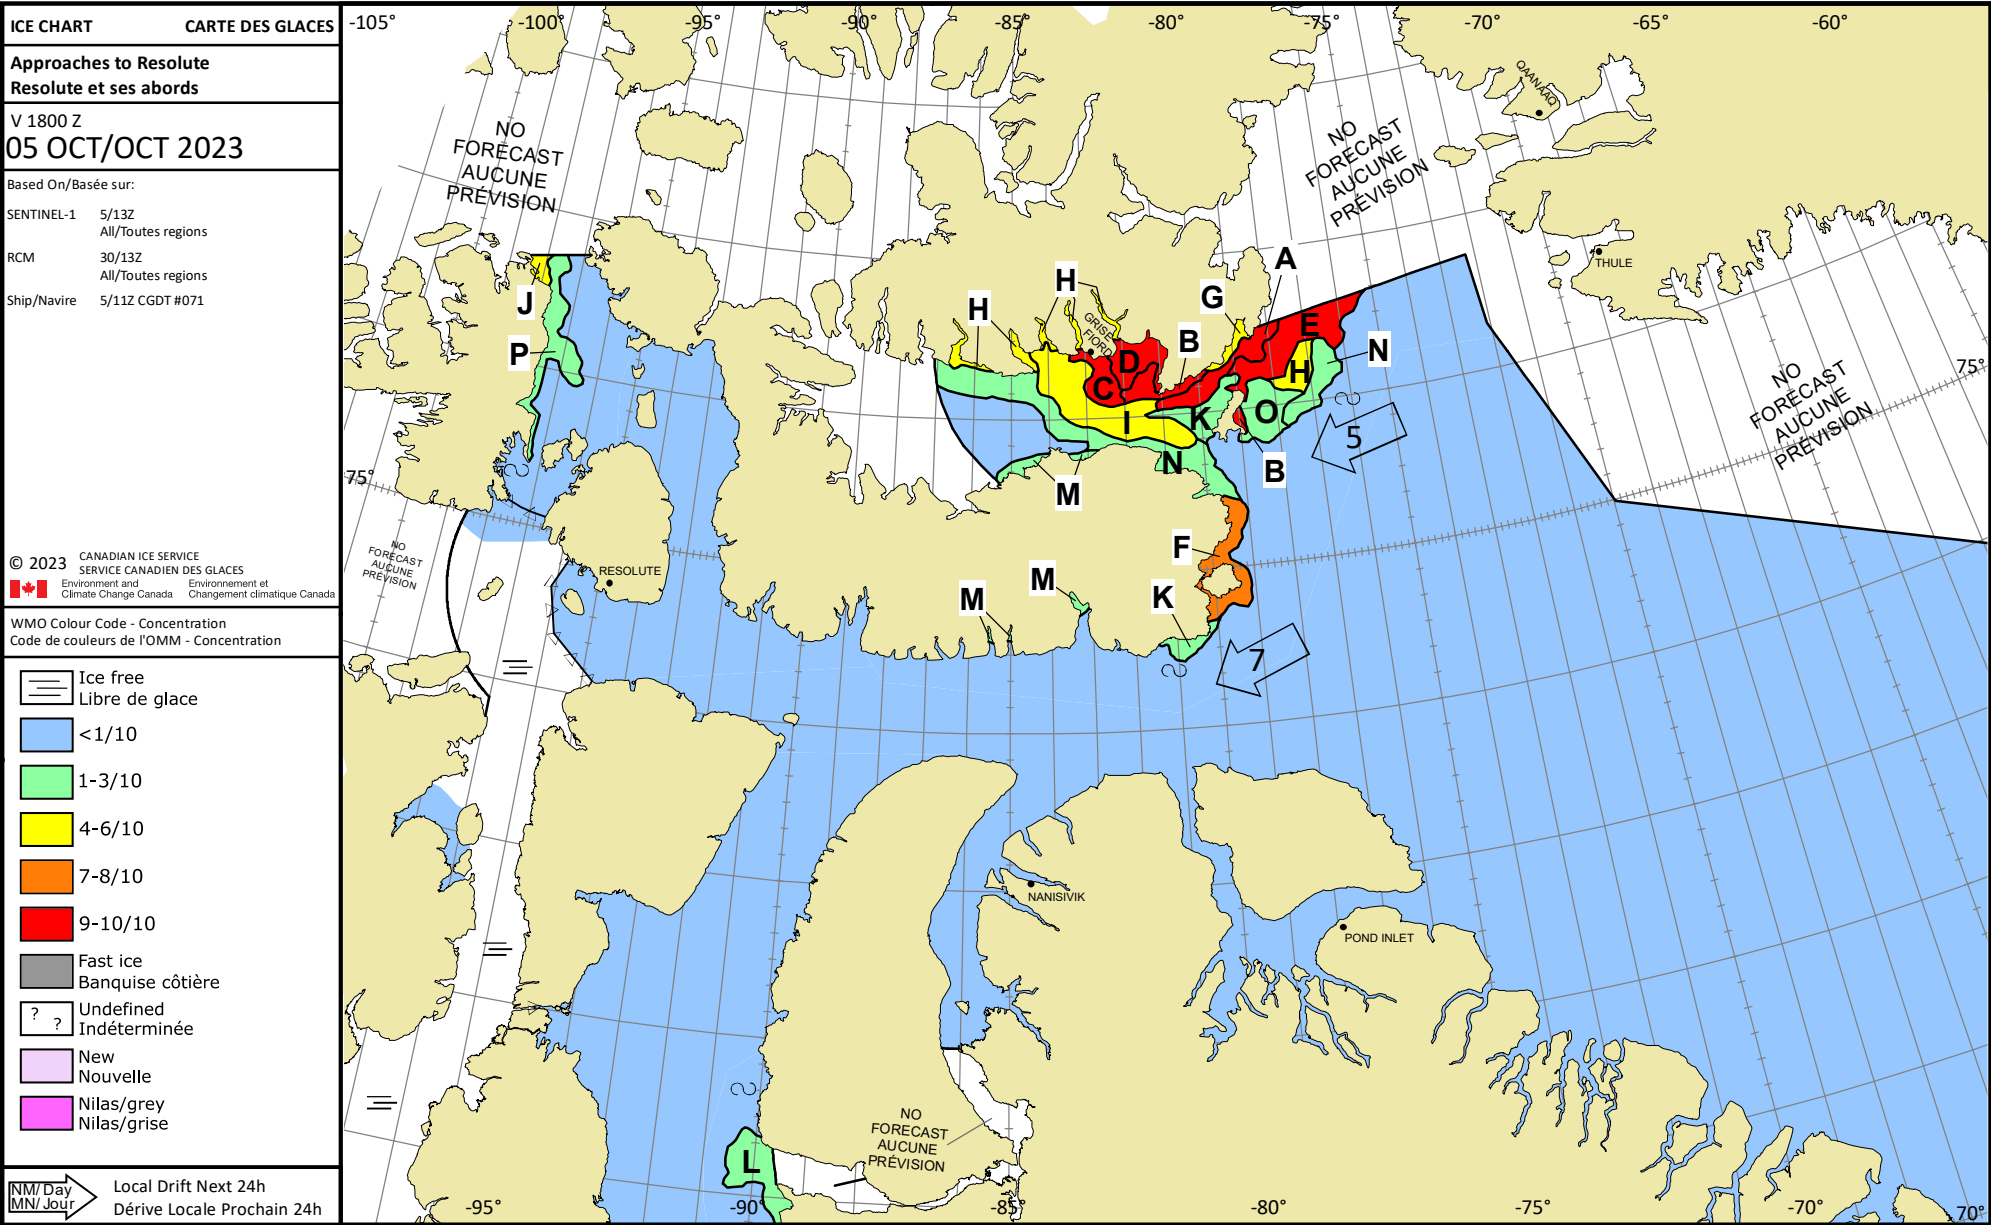 ICE CHART CARTE DES GLACES
Approaches to Resolute
Resolute et ses abords
V 1800 Z
05 OCT/OCT 2023
Based On/Basée sur:
SENTINEL-1 5/13Z
All/Toutes regions
RCM 30/13Z
All/Toutes regions
Ship/Navire 5/11Z CGDT #071
© 2023 CANADIAN ICE SERVICE
SERVICE CANADIEN DES GLACES
Environment and Climate Change Canada
Environnement et Changement climatique Canada
WMO Colour Code - Concentration
Code de couleurs de l'OMM - Concentration
Ice free
Libre de glace
<1/10
1-3/10
4-6/10
7-8/10
9-10/10
Fast ice
Banquise côtière
? ? Undefined
Indéterminée
New
Nouvelle
Nilas/grey
Nilas/grise
NM/Day
MN/Jour
Local Drift Next 24h
Dérive Locale Prochain 24h
-105° -100° -95° -90° -85° -80° -75° -70° -65° -60°
NO
FORECAST
AUCUNE
PRÉVISION
NO
FORECAST
AUCUNE
PRÉVISION
QAANAAQ
THULE
A
H
G
H
J
GRISE
FIORD
E
B
P
D
N
H
C
75°
NO
FORECAST
AUCUNE
PRÉVISION
I
K
O
5
N
B
75°
M
F
NO
FORECAST
AUCUNE
PRÉVISION
RESOLUTE
M
M
K
7
NANISIVIK
POND INLET
NO
FORECAST
AUCUNE
PRÉVISION
L
-95° -90° -85° -80° -75° -70° 70°